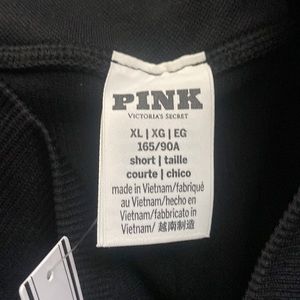 PINK
VICTORIA'S SECRET
XL | XG | EG
165/90A
short | taille
courte | chico
made in Vietnam/fabriqué
au Vietnam/hecho en
Vietnam/fabbricato in
Vietnam/ 越南制造